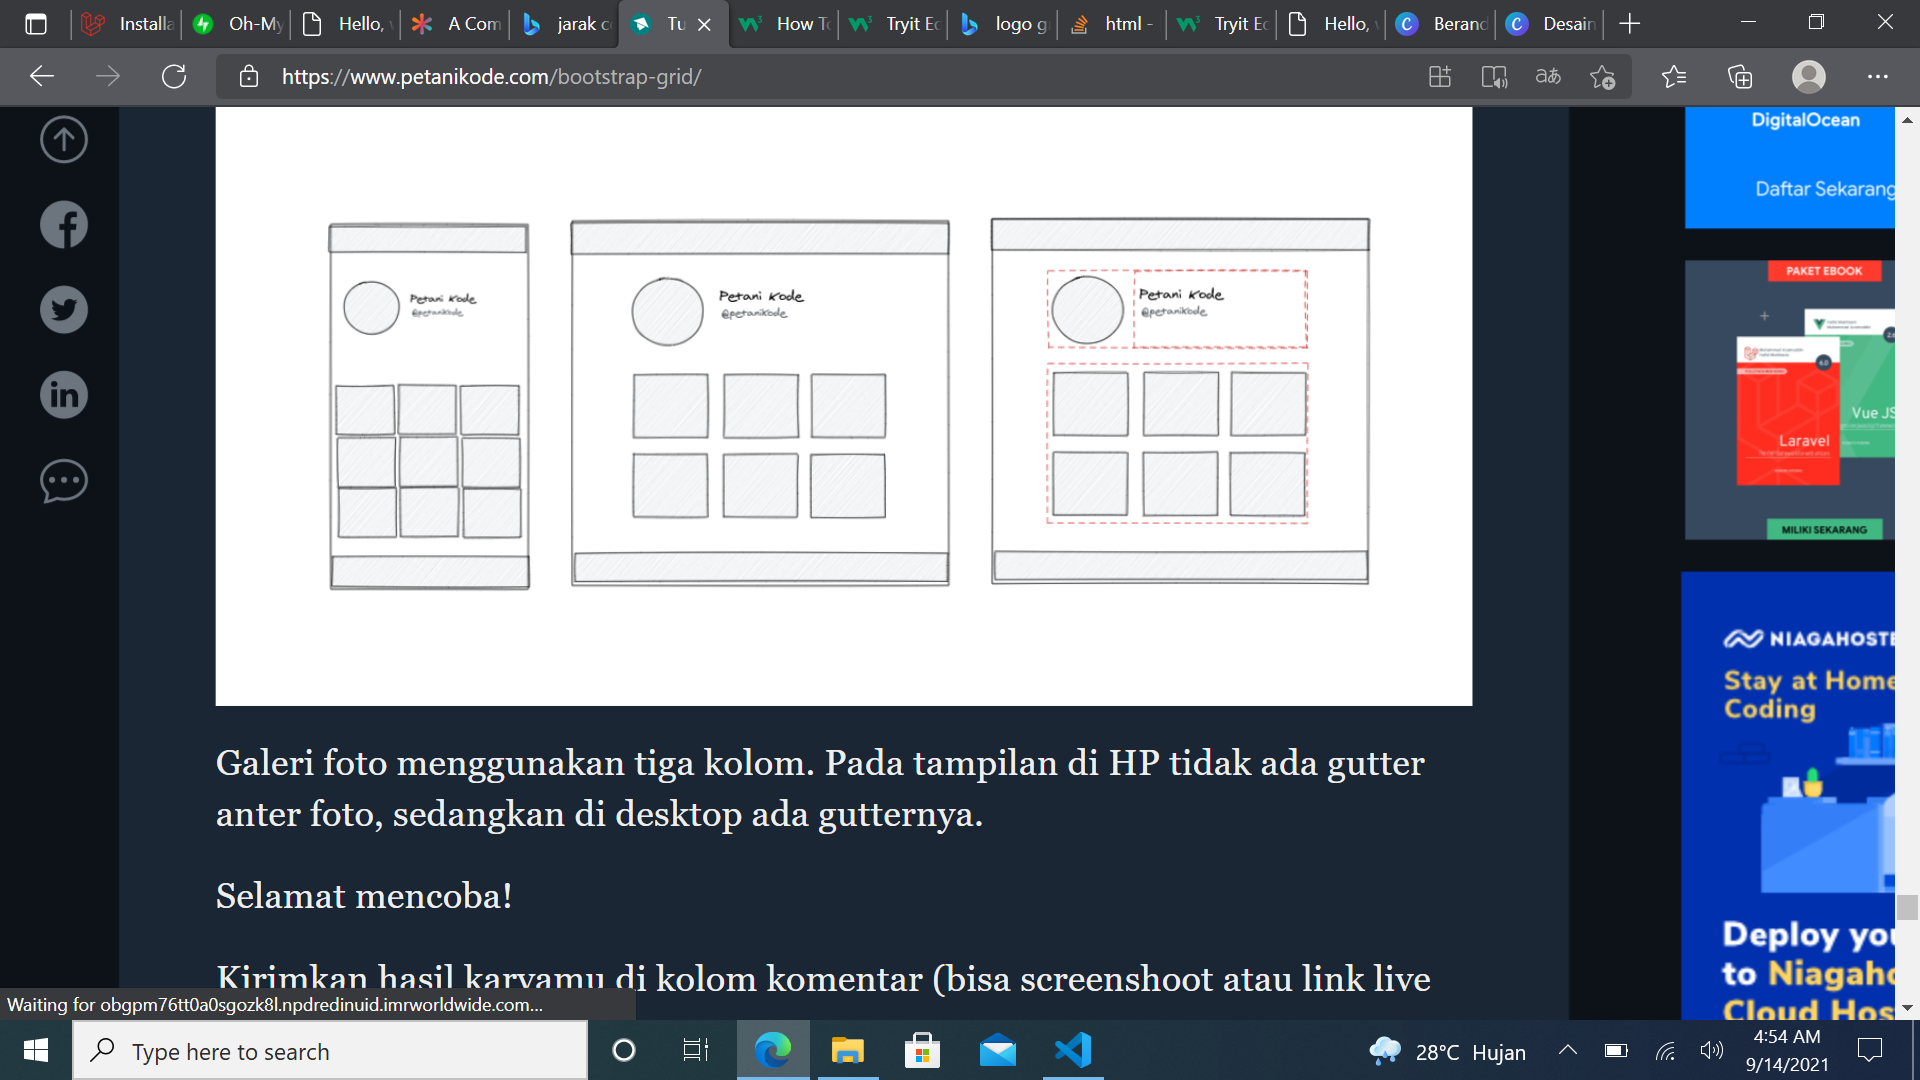 Installa
Oh-My
Hello,
A Com
jarak c
Tu
How To
Tryit Ec
logo g
html -
Tryit Ec
Hello,
Berand
Desain
https://www.petanikode.com/bootstrap-grid/
DigitalOcean
Daftar Sekarang
Petani Kode
@petanikode
Petani Kode
@petanikode
Petani Kode
@petanikode
PAKET EBOOK
Vue JS
Laravel
MILIKI SEKARANG
NIAGAHOSTE
Stay at Home
Coding
Deploy you
to Niagaho
Cloud Hos
Galeri foto menggunakan tiga kolom. Pada tampilan di HP tidak ada gutter
anter foto, sedangkan di desktop ada gutternya.
Selamat mencoba!
Kirimkan hasil karyamu di kolom komentar (bisa screenshoot atau link live
Waiting for obgpm76tt0a0sgozk8l.npdredinuid.imrworldwide.com...
Type here to search
28°C Hujan
4:54 AM
9/14/2021